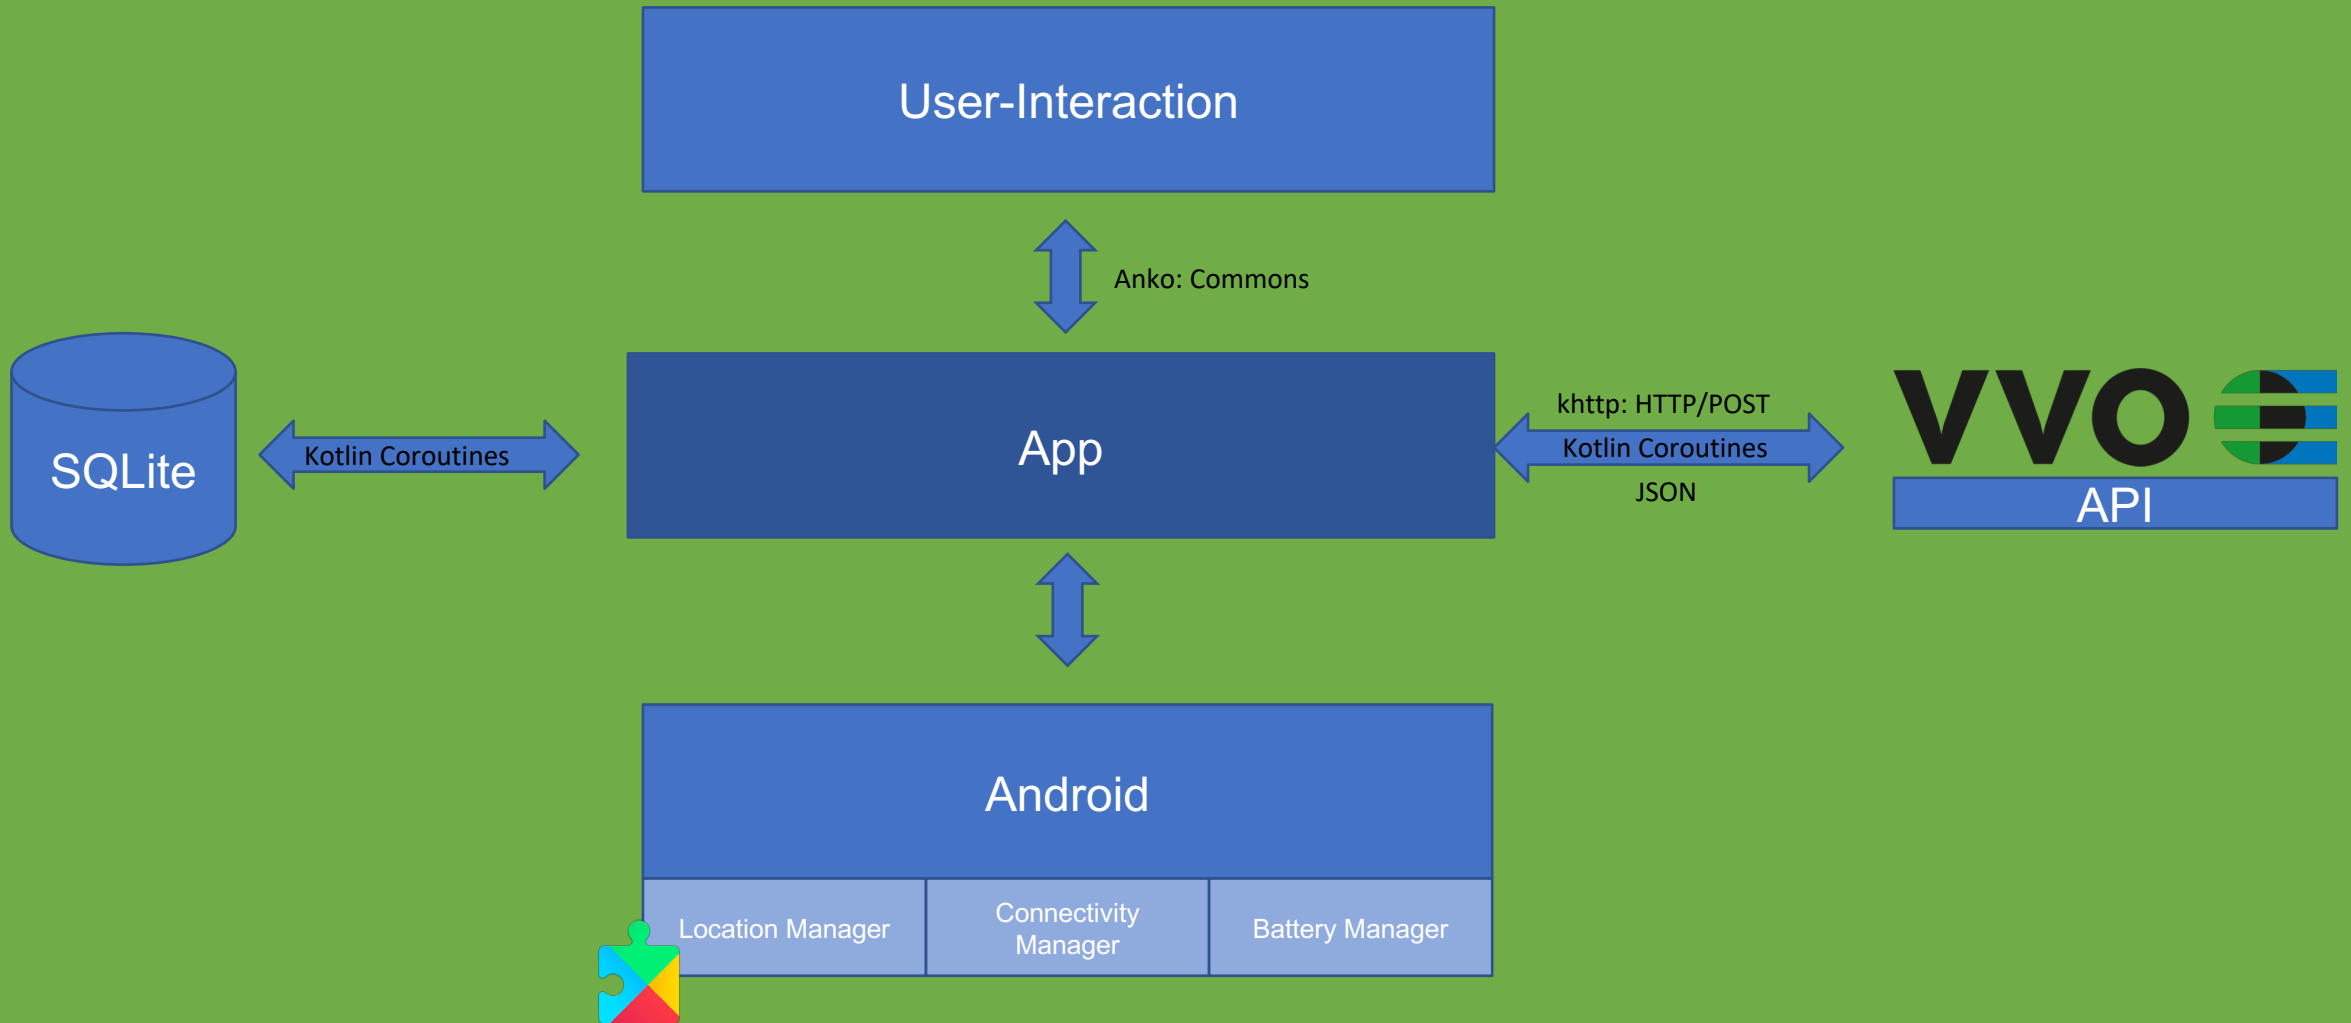 User-Interaction
Anko: Commons
SQLite
Kotlin Coroutines
App
khttp: HTTP/POST
Kotlin Coroutines
JSON
VVO
API
Android
Location Manager
Connectivity
Manager
Battery Manager